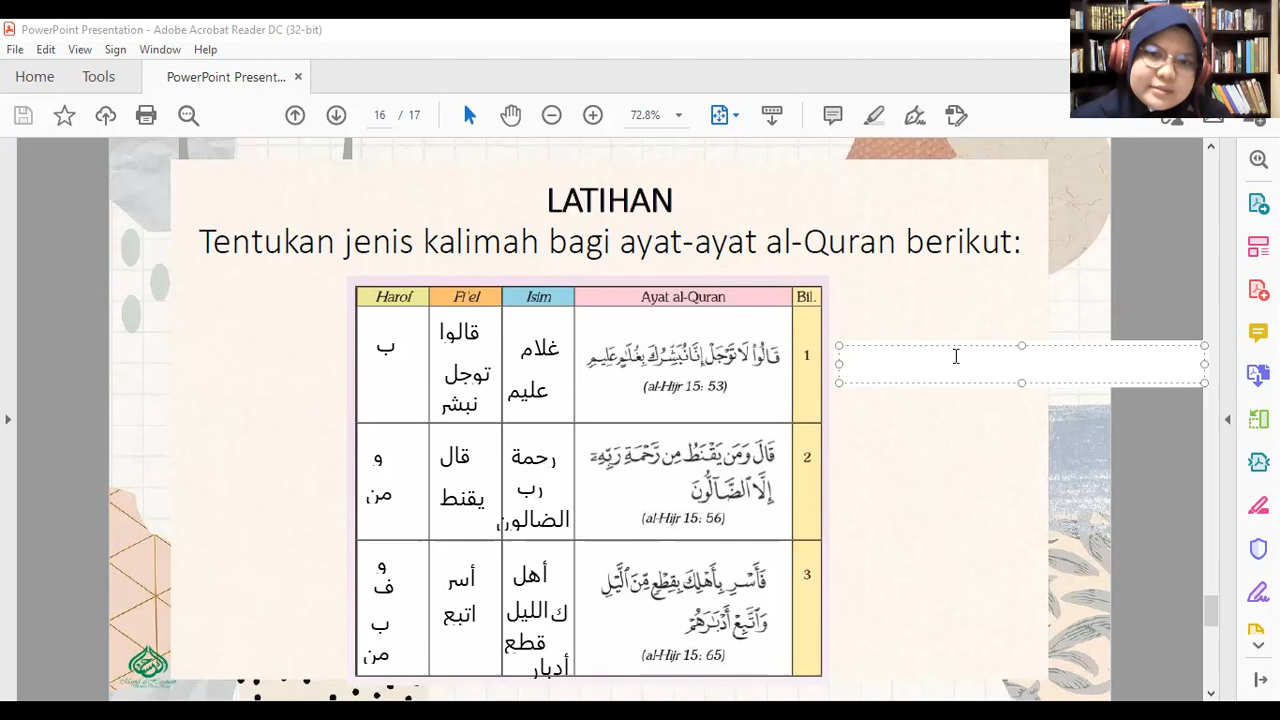 PowerPoint Presentation - Adobe Acrobat Reader DC (32-bit)
File Edit View Sign Window Help
Home Tools PowerPoint Present... ×
16 / 17 72.8%
LATIHAN
Tentukan jenis kalimah bagi ayat-ayat al-Quran berikut:
Harof Fi'el Isim Ayat al-Quran Bil.
1
قَالُوا۟ لَا تَوْجَلْ إِنَّا نُبَشِّرُكَ بِغُلَٰمٍ عَلِيمٍ
(al-Hijr 15: 53)
غلام
عليم
قالوا
توجل
نبشر
ب
2
قَالَ وَمَن يَقْنَطُ مِن رَّحْمَةِ رَبِّهِۦٓ
إِلَّا ٱلضَّآلُّونَ
(al-Hijr 15: 56)
رحمة
رب
الضالون
قال
يقنط
و
من
3
فَأَسْرِ بِأَهْلِكَ بِقِطْعٍ مِّنَ ٱلَّيْلِ
وَٱتَّبِعْ أَدْبَٰرَهُمْ
(al-Hijr 15: 65)
أهل
ك الليل
قطع
أدبار
أسر
اتبع
و
ف
ب
من